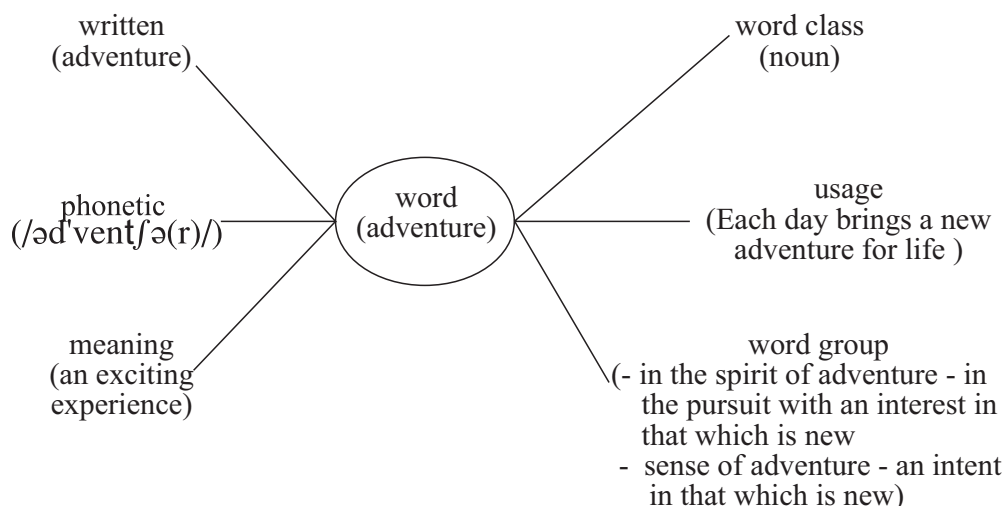 written
(adventure)
phonetic
(/əd'ventʃə(r)/)
meaning
(an exciting
experience)
word
(adventure)
word class
(noun)
usage
(Each day brings a new
adventure for life )
word group
(- in the spirit of adventure - in
the pursuit with an interest in
that which is new
- sense of adventure - an intent
in that which is new)